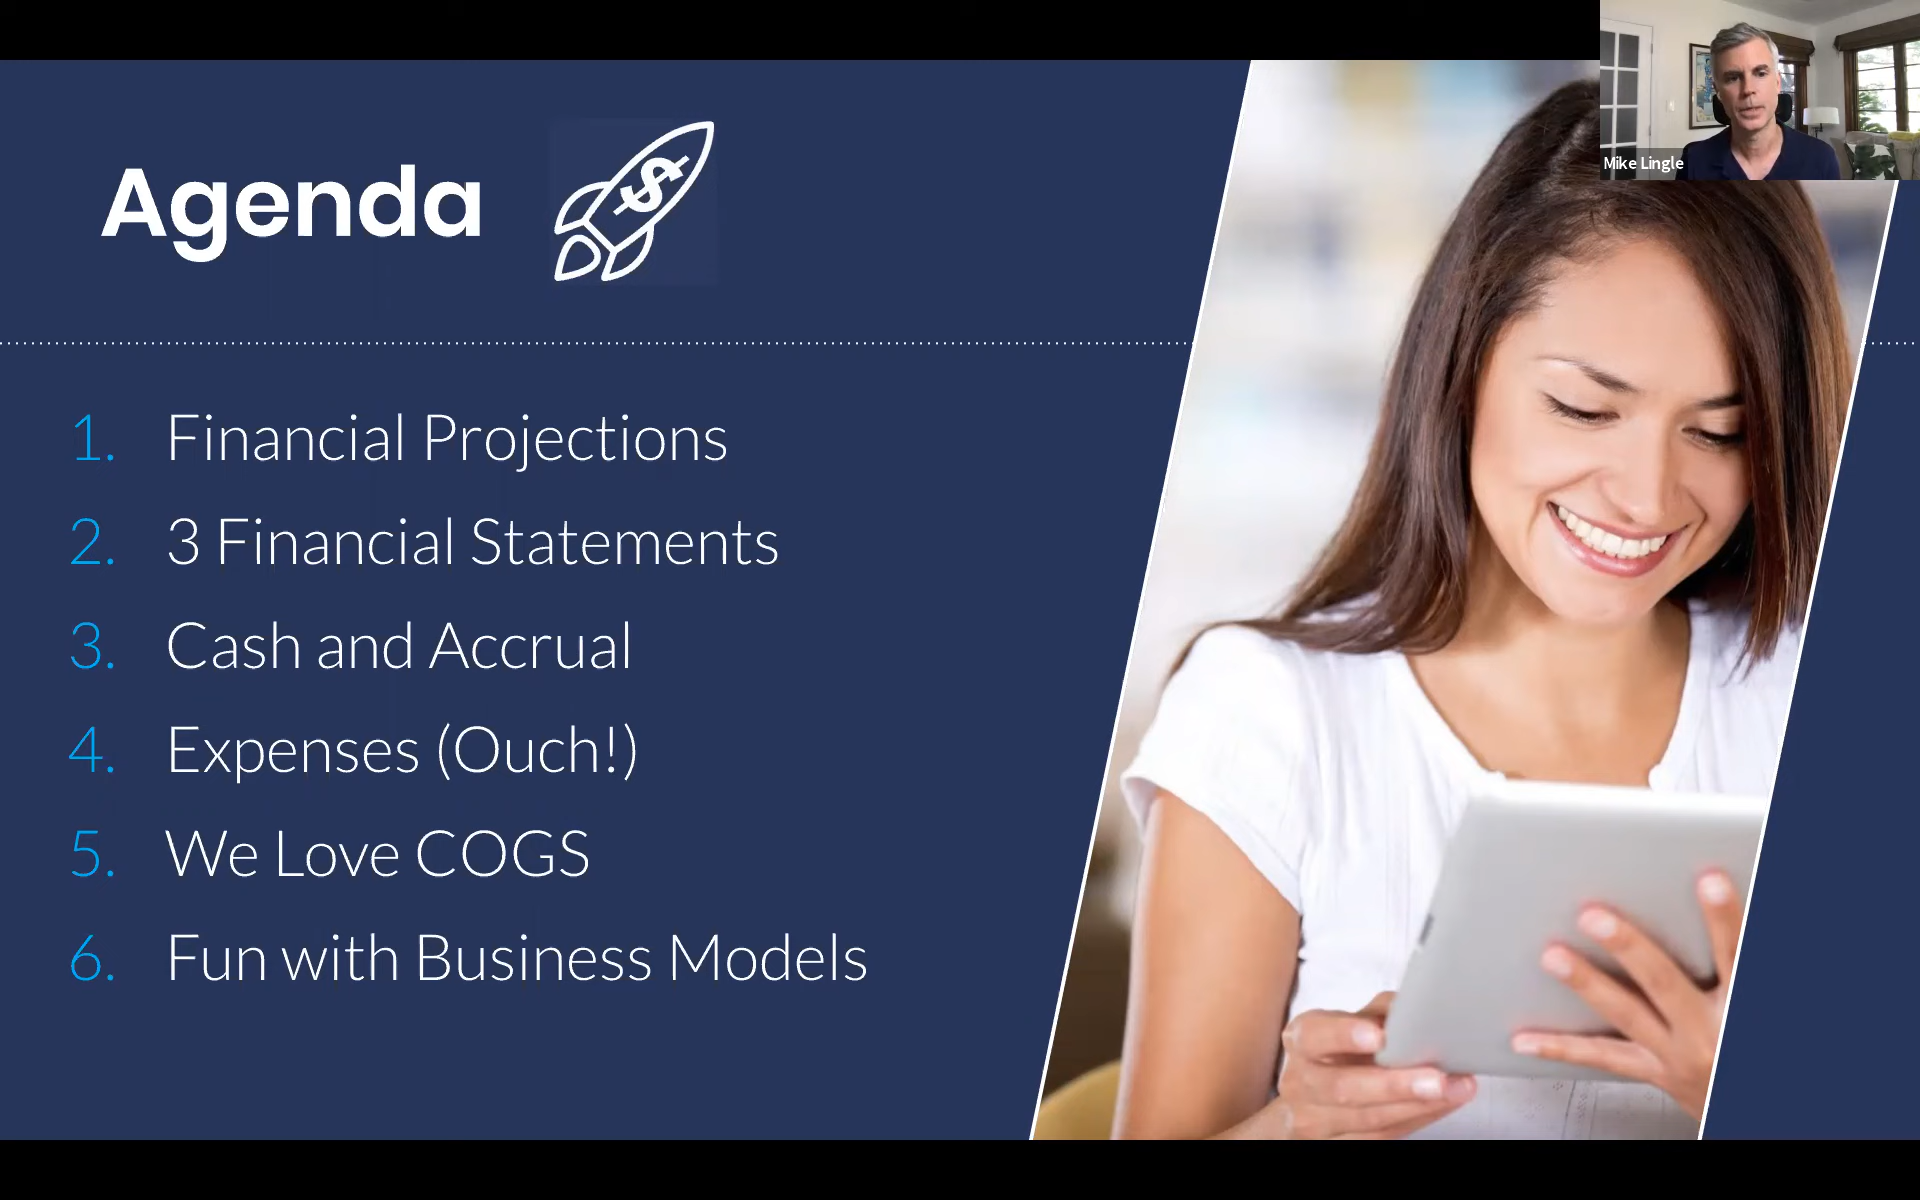 Agenda
$
1. Financial Projections
2. 3 Financial Statements
3. Cash and Accrual
4. Expenses (Ouch!)
5. We Love COGS
6. Fun with Business Models
Mike Lingle